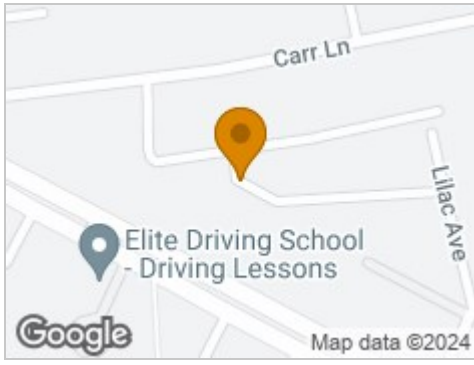 Carr Ln
Lilac Ave
Elite Driving School
- Driving Lessons
Google
Map data ©2024